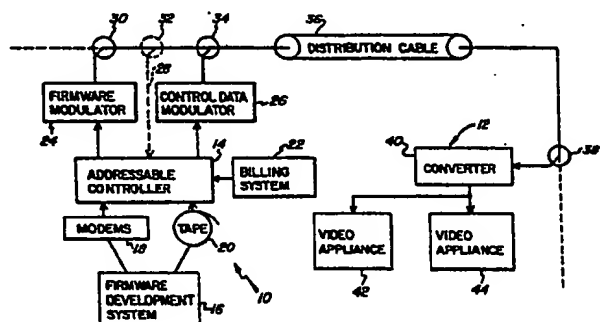 30
32
34
36
DISTRIBUTION CABLE
28
FIRMWARE
MODULATOR
24
CONTROL DATA
MODULATOR
26
12
38
40
CONVERTER
14
22
ADDRESSABLE
CONTROLLER
BILLING
SYSTEM
MODEMS
18
TAPE
20
10
VIDEO
APPLIANCE
42
VIDEO
APPLIANCE
44
FIRMWARE
DEVELOPMENT
SYSTEM
16